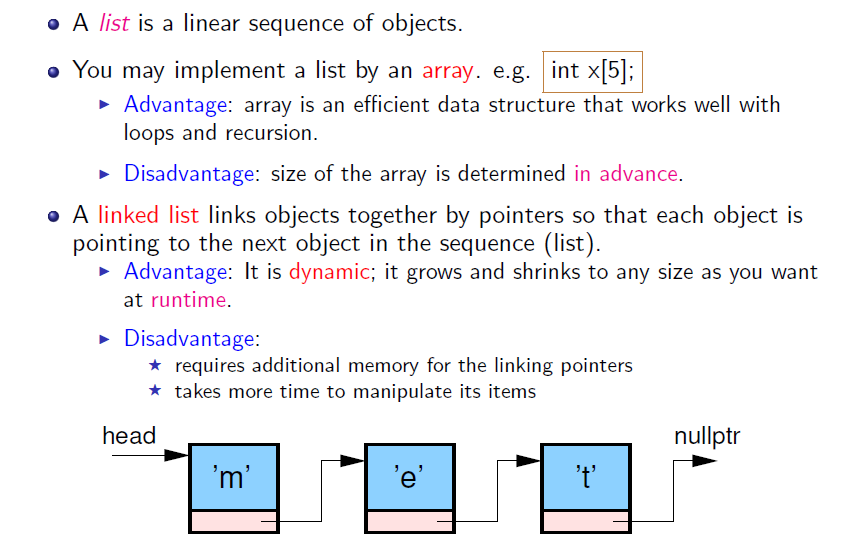 A list is a linear sequence of objects.
You may implement a list by an array. e.g. int x[5];
Advantage: array is an efficient data structure that works well with
loops and recursion.
Disadvantage: size of the array is determined in advance.
A linked list links objects together by pointers so that each object is
pointing to the next object in the sequence (list).
Advantage: It is dynamic; it grows and shrinks to any size as you want
at runtime.
Disadvantage:
requires additional memory for the linking pointers
takes more time to manipulate its items
head
nullptr
’m’
’e’
’t’